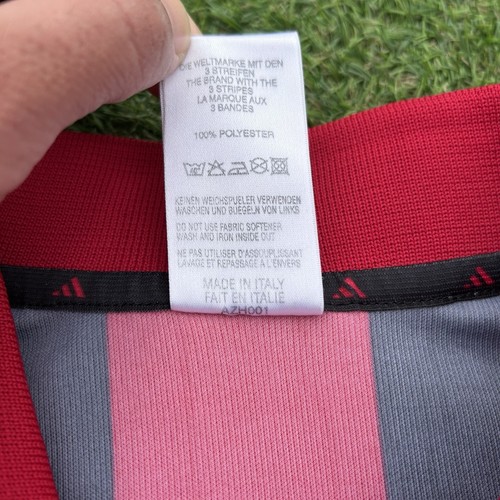 DIE WELTMARKE MIT DEN
3 STREIFEN
THE BRAND WITH THE
3 STRIPES
LA MARQUE AUX
3 BANDES
100% POLYESTER
KEINEN WEICHSPUELER VERWENDEN
WASCHEN UND BUEGELN VON LINKS
DO NOT USE FABRIC SOFTENER
WASH AND IRON INSIDE OUT
NE PAS UTILISER D'ASSOUPLISSANT
LAVAGE ET REPASSAGE A L'ENVERS
MADE IN ITALY
FAIT EN ITALIE
AZH001